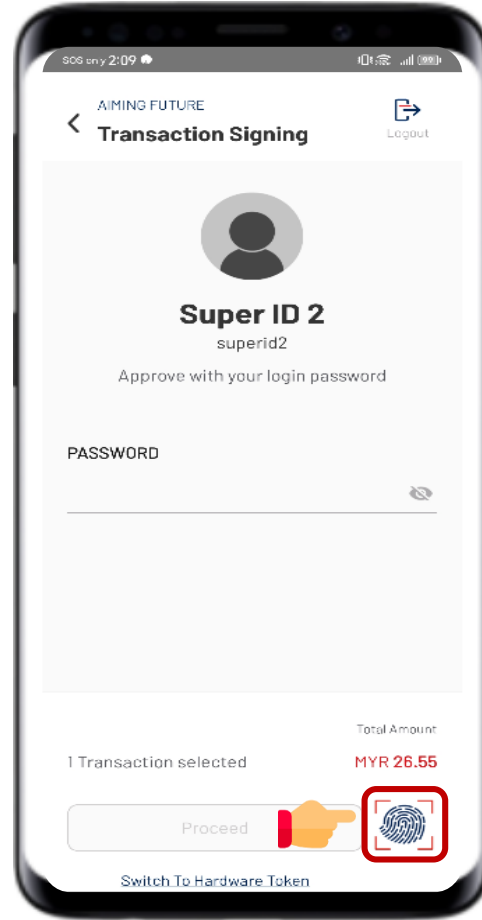 SOS only 2:09 99
AIMING FUTURE
Transaction Signing
Logout
Super ID 2
superid2
Approve with your login password
PASSWORD
Total Amount
1 Transaction selected
MYR 26.55
Proceed
Switch To Hardware Token